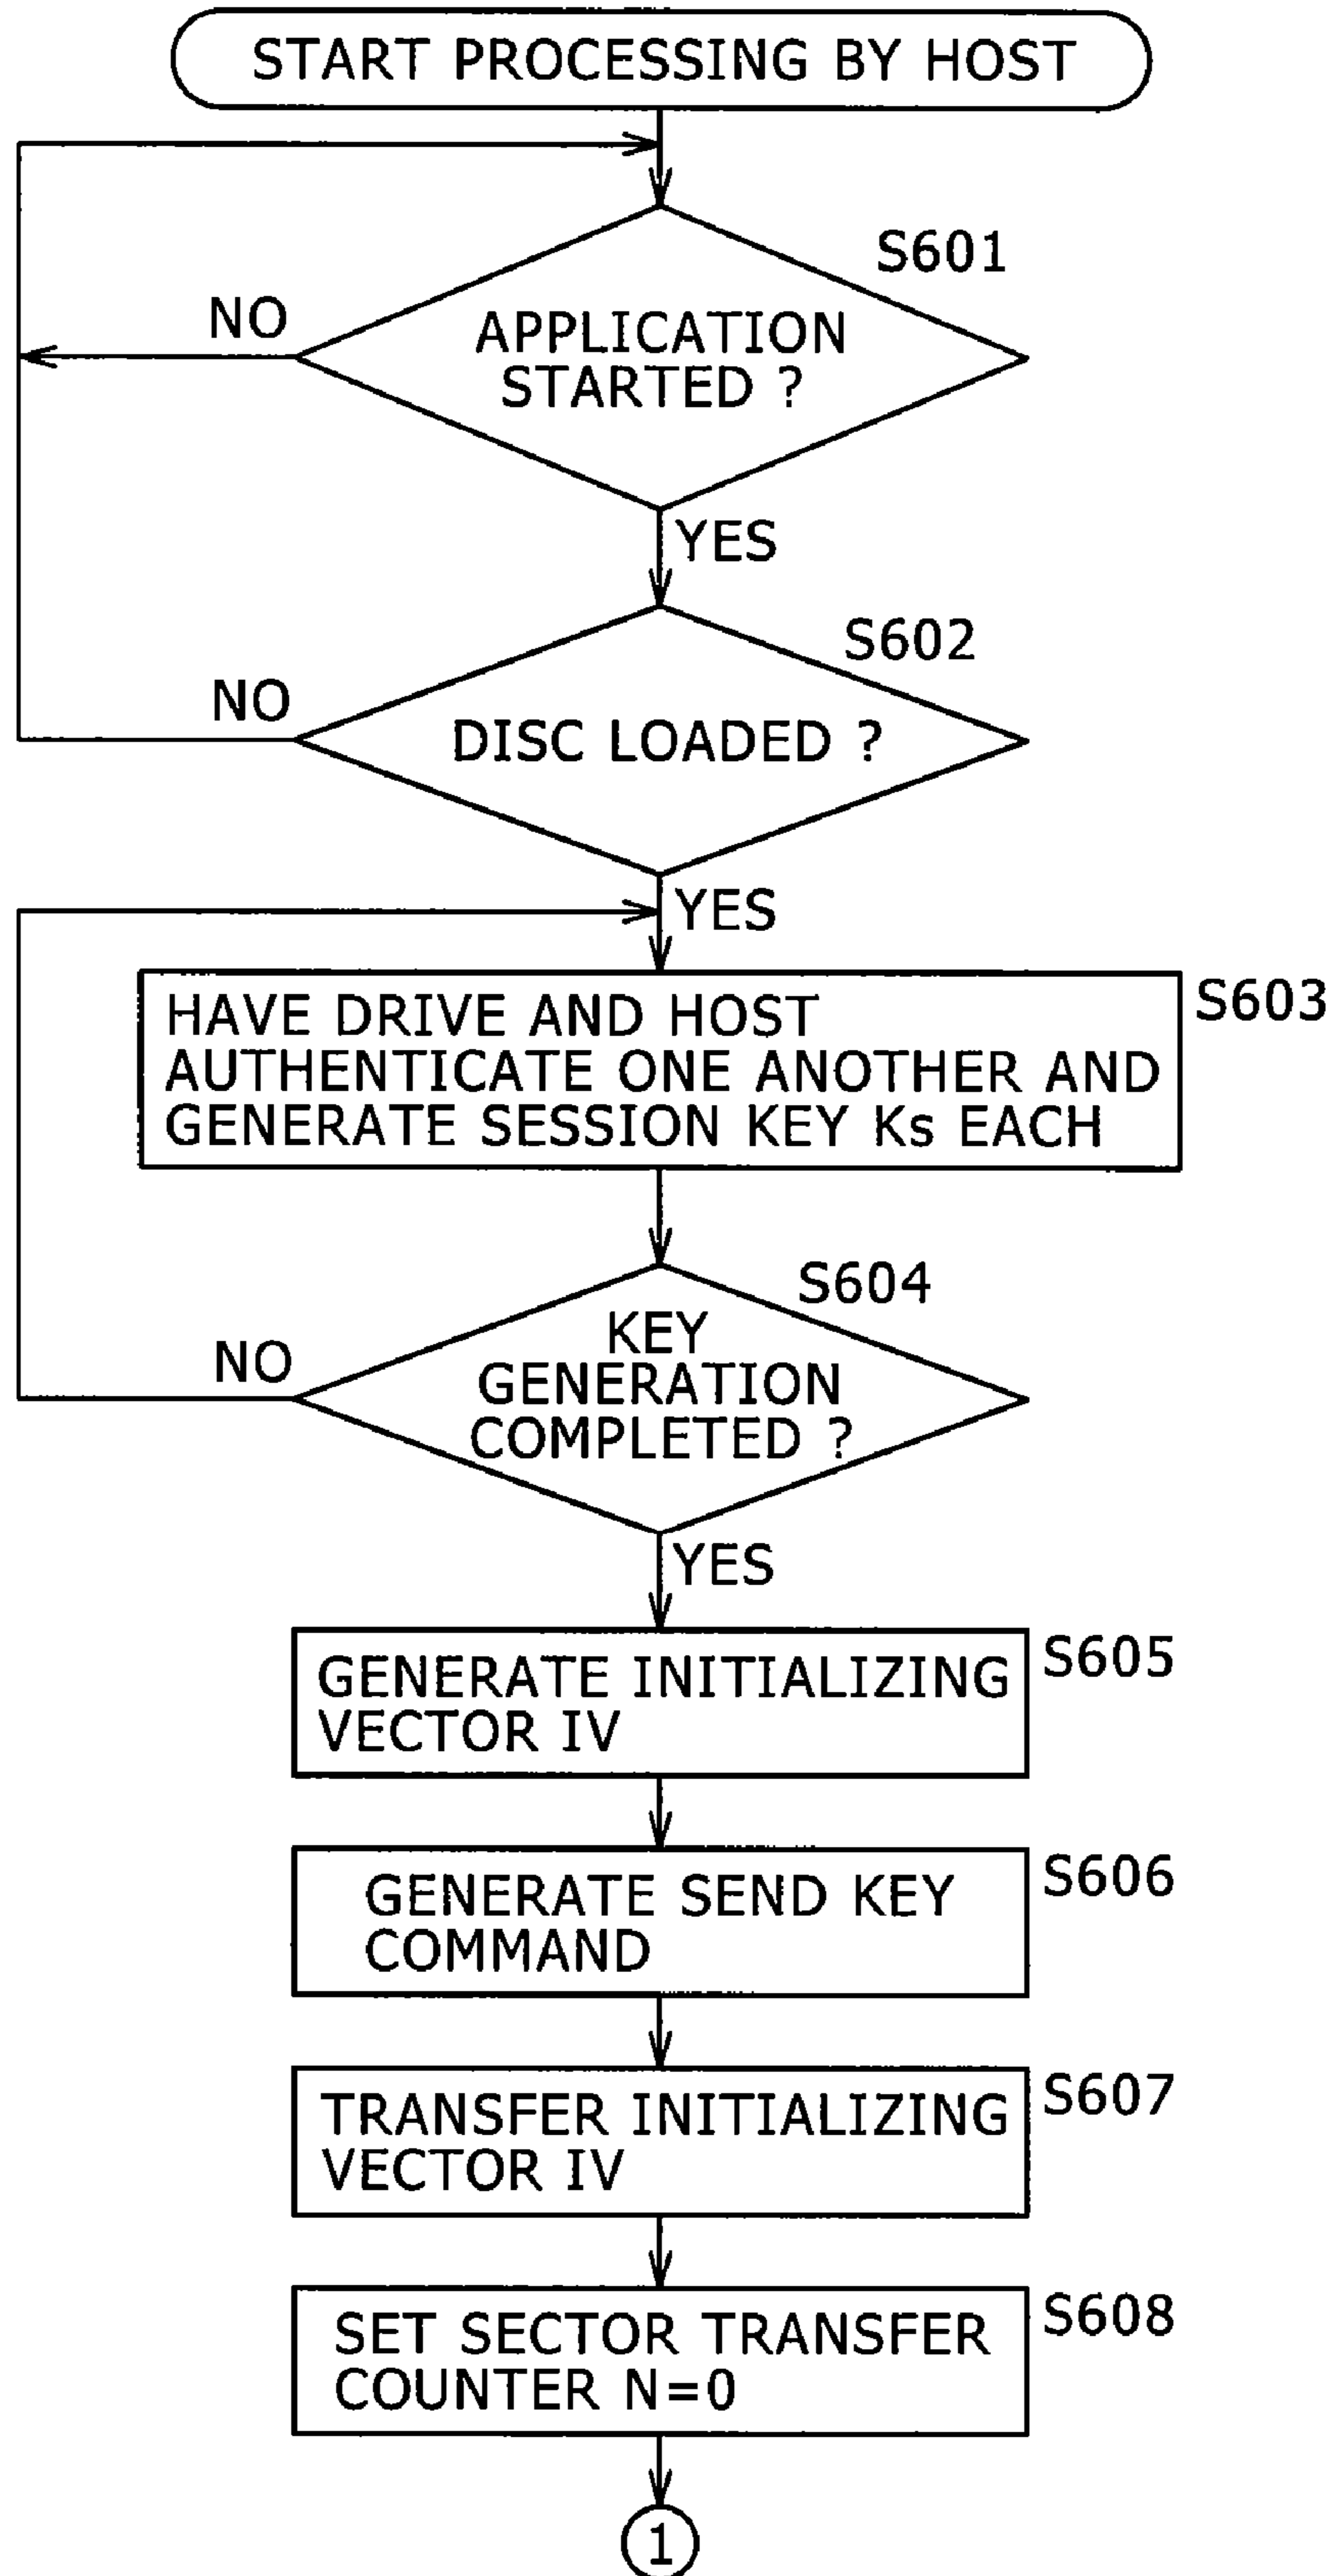 START PROCESSING BY HOST
S601
NO
APPLICATION
STARTED ?
YES
S602
NO
DISC LOADED ?
YES
S603
HAVE DRIVE AND HOST
AUTHENTICATE ONE ANOTHER AND
GENERATE SESSION KEY Ks EACH
S604
NO
KEY
GENERATION
COMPLETED ?
YES
S605
GENERATE INITIALIZING
VECTOR IV
S606
GENERATE SEND KEY
COMMAND
S607
TRANSFER INITIALIZING
VECTOR IV
S608
SET SECTOR TRANSFER
COUNTER N=0
1